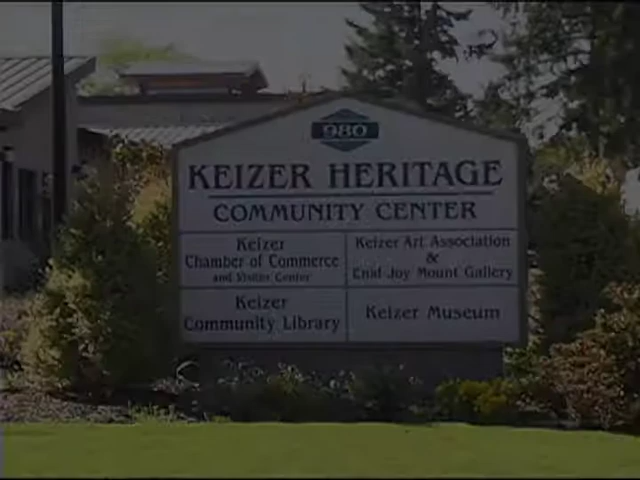 980
KEIZER HERITAGE
COMMUNITY CENTER
Keizer
Chamber of Commerce
and Visitor Center
Keizer Art Association
&
Enid Joy Mount Gallery
Keizer
Community Library
Keizer Museum